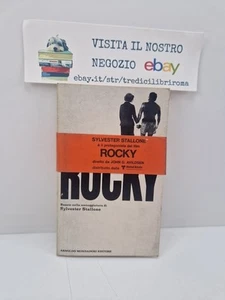 VISITA IL NOSTRO
NEGOZIO ebay
ebay.it/str/tredicilibriroma
SYLVESTER STALLONE
è il protagonista del film
ROCKY
diretto da JOHN G. AVILDSEN
ROCKY
Sylvester Stallone